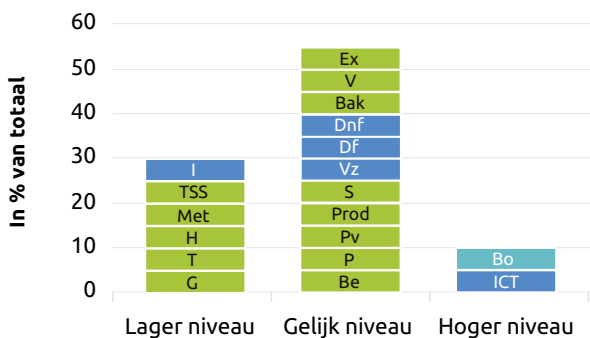 In % van totaal
60
50
40
30
20
10
0
I
TSS
Met
H
T
G
Ex
V
Bak
Dnf
Df
Vz
S
Prod
Pv
P
Be
Bo
ICT
Lager niveau
Gelijk niveau
Hoger niveau